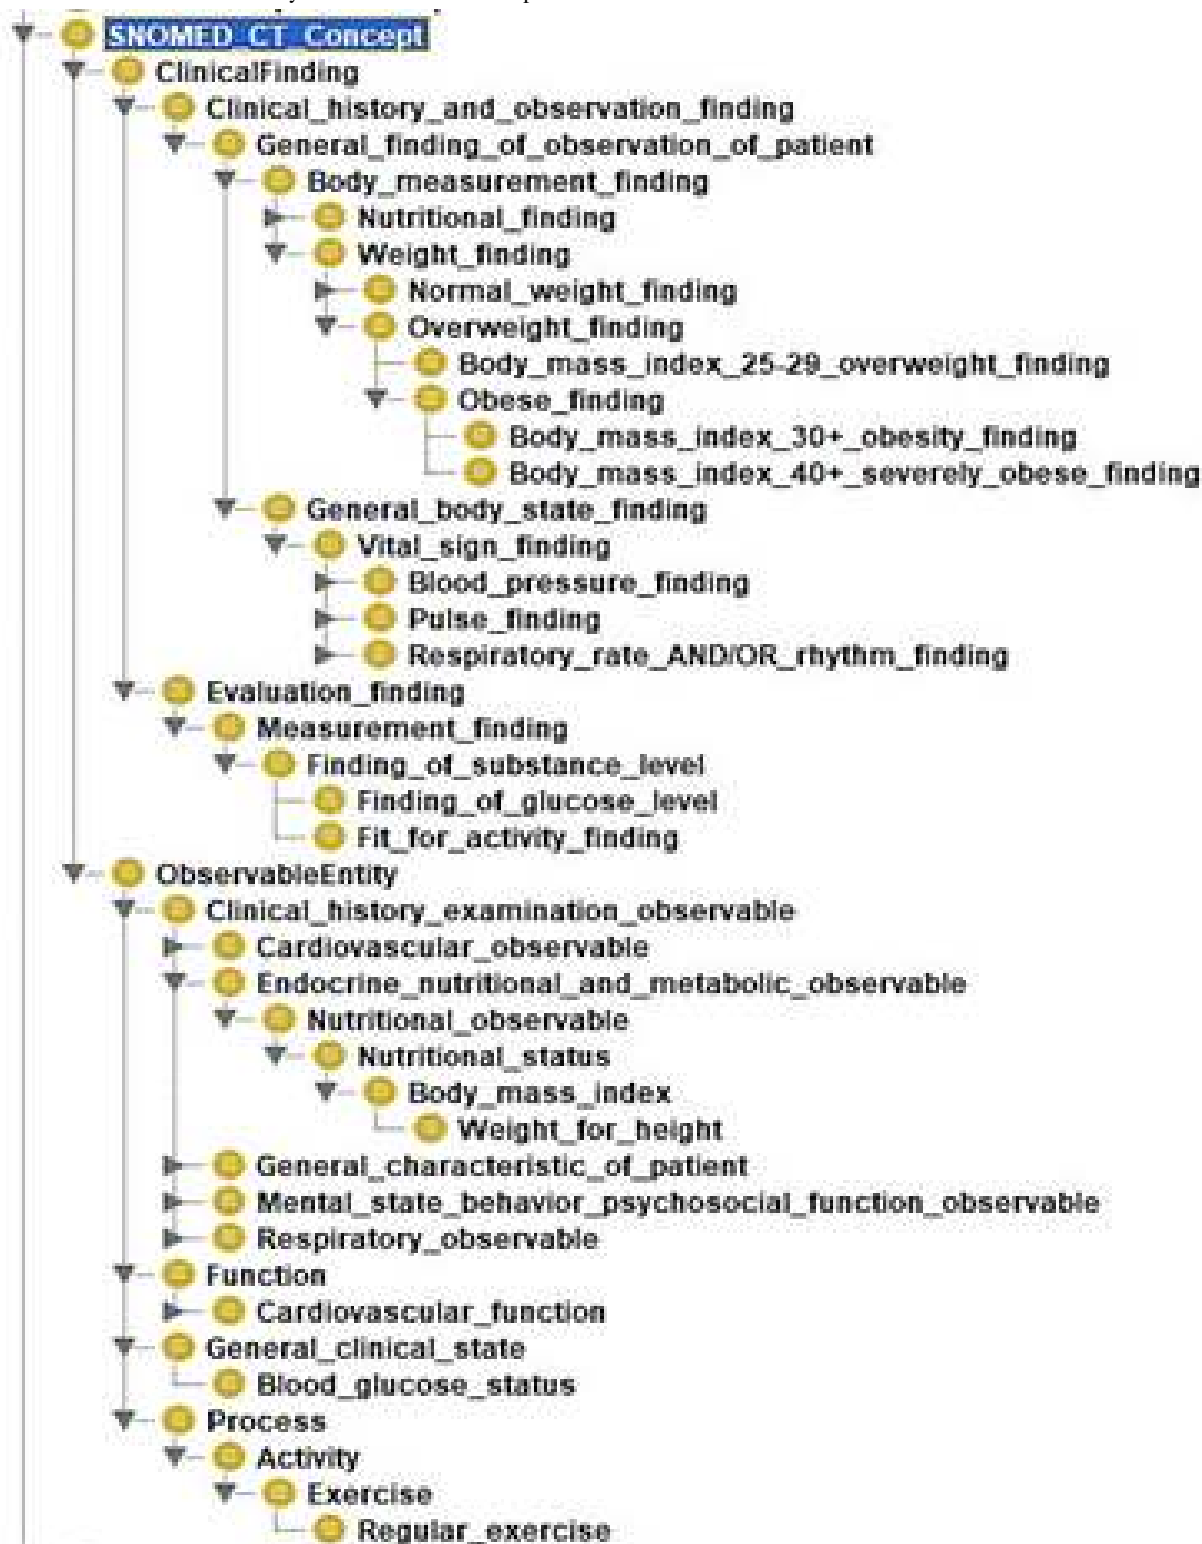 SNOMED_CT_Concept
ClinicalFinding
Clinical_history_and_observation_finding
General_finding_of_observation_of_patient
Body_measurement_finding
Nutritional_finding
Weight_finding
Normal_weight_finding
Overweight_finding
Body_mass_index_25-29_overweight_finding
Obese_finding
Body_mass_index_30+_obesity_finding
Body_mass_index_40+_severely_obese_finding
General_body_state_finding
Vital_sign_finding
Blood_pressure_finding
Pulse_finding
Respiratory_rate_AND/OR_rhythm_finding
Evaluation_finding
Measurement_finding
Finding_of_substance_level
Finding_of_glucose_level
Fit_for_activity_finding
ObservableEntity
Clinical_history_examination_observable
Cardiovascular_observable
Endocrine_nutritional_and_metabolic_observable
Nutritional_observable
Nutritional_status
Body_mass_index
Weight_for_height
General_characteristic_of_patient
Mental_state_behavior_psychosocial_function_observable
Respiratory_observable
Function
Cardiovascular_function
General_clinical_state
Blood_glucose_status
Process
Activity
Exercise
Regular_exercise